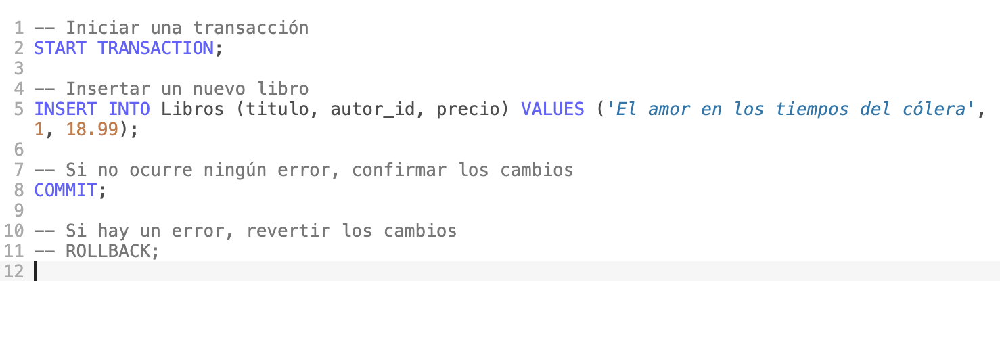 1 -- Iniciar una transacción
2 START TRANSACTION;
3
4 -- Insertar un nuevo libro
5 INSERT INTO Libros (titulo, autor_id, precio) VALUES ('El amor en los tiempos del cólera',
1, 18.99);
6
7 -- Si no ocurre ningún error, confirmar los cambios
8 COMMIT;
9
10 -- Si hay un error, revertir los cambios
11 -- ROLLBACK;
12